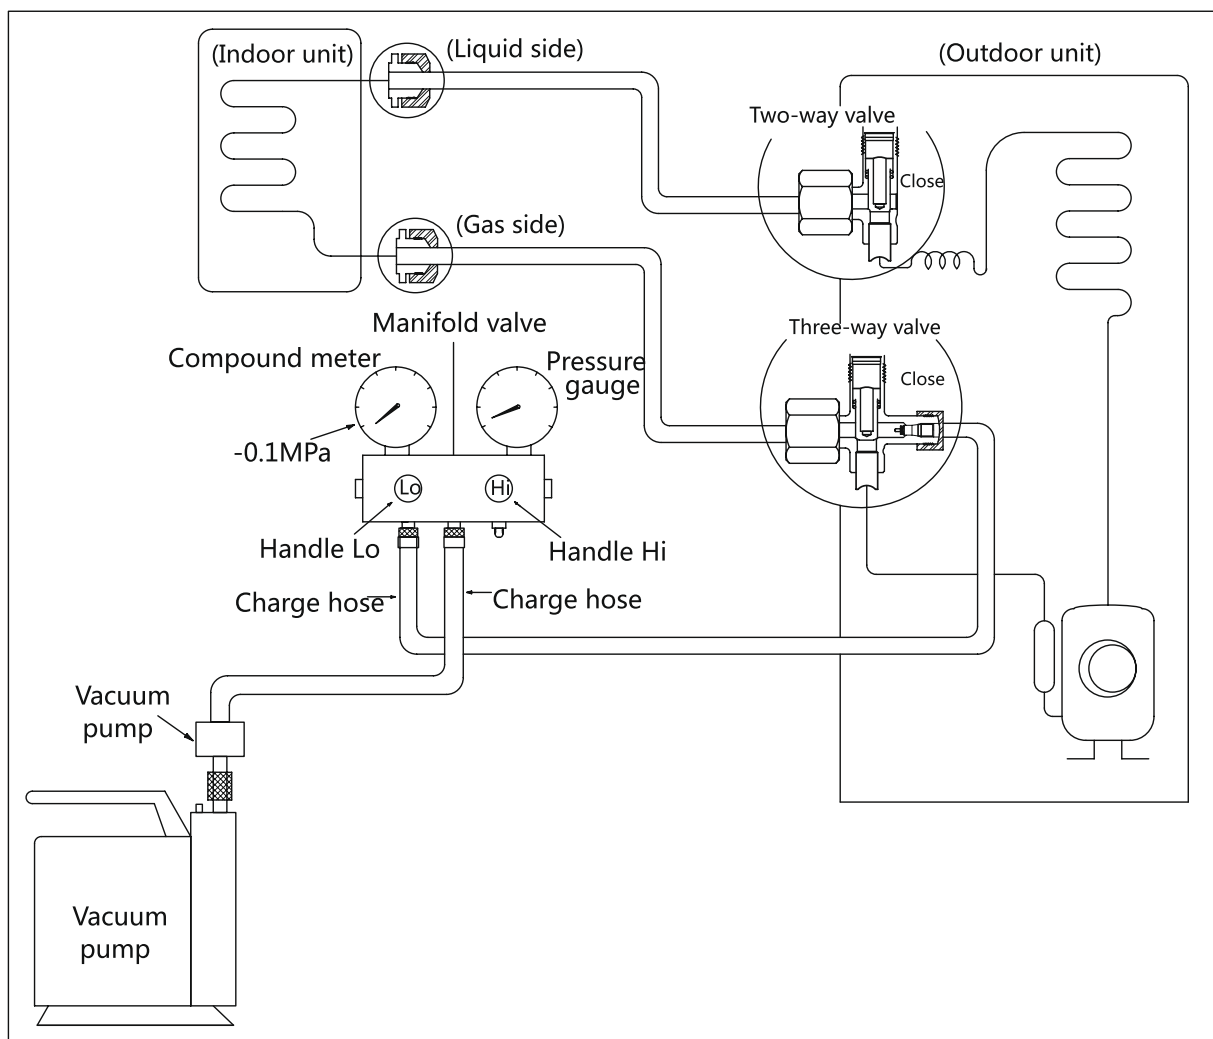 (Indoor unit)
(Liquid side)
(Outdoor unit)
Two-way valve
Close
(Gas side)
Manifold valve
Three-way valve
Compound meter
Pressure
gauge
Close
-0.1MPa
Lo
Hi
Handle Lo
Handle Hi
Charge hose
Charge hose
Vacuum
pump
Vacuum
pump